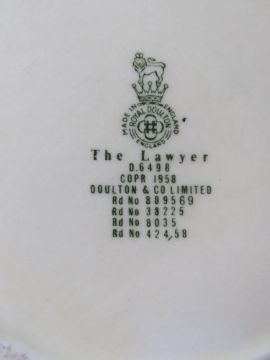 MADE IN ENGLAND
ROYAL DOULTON
ENGLAND
The Lawyer
D.6498
COPR 1958
DOULTON & CO LIMITED
Rd No 889569
Rd No 38225
Rd No 8035
Rd No 424,58